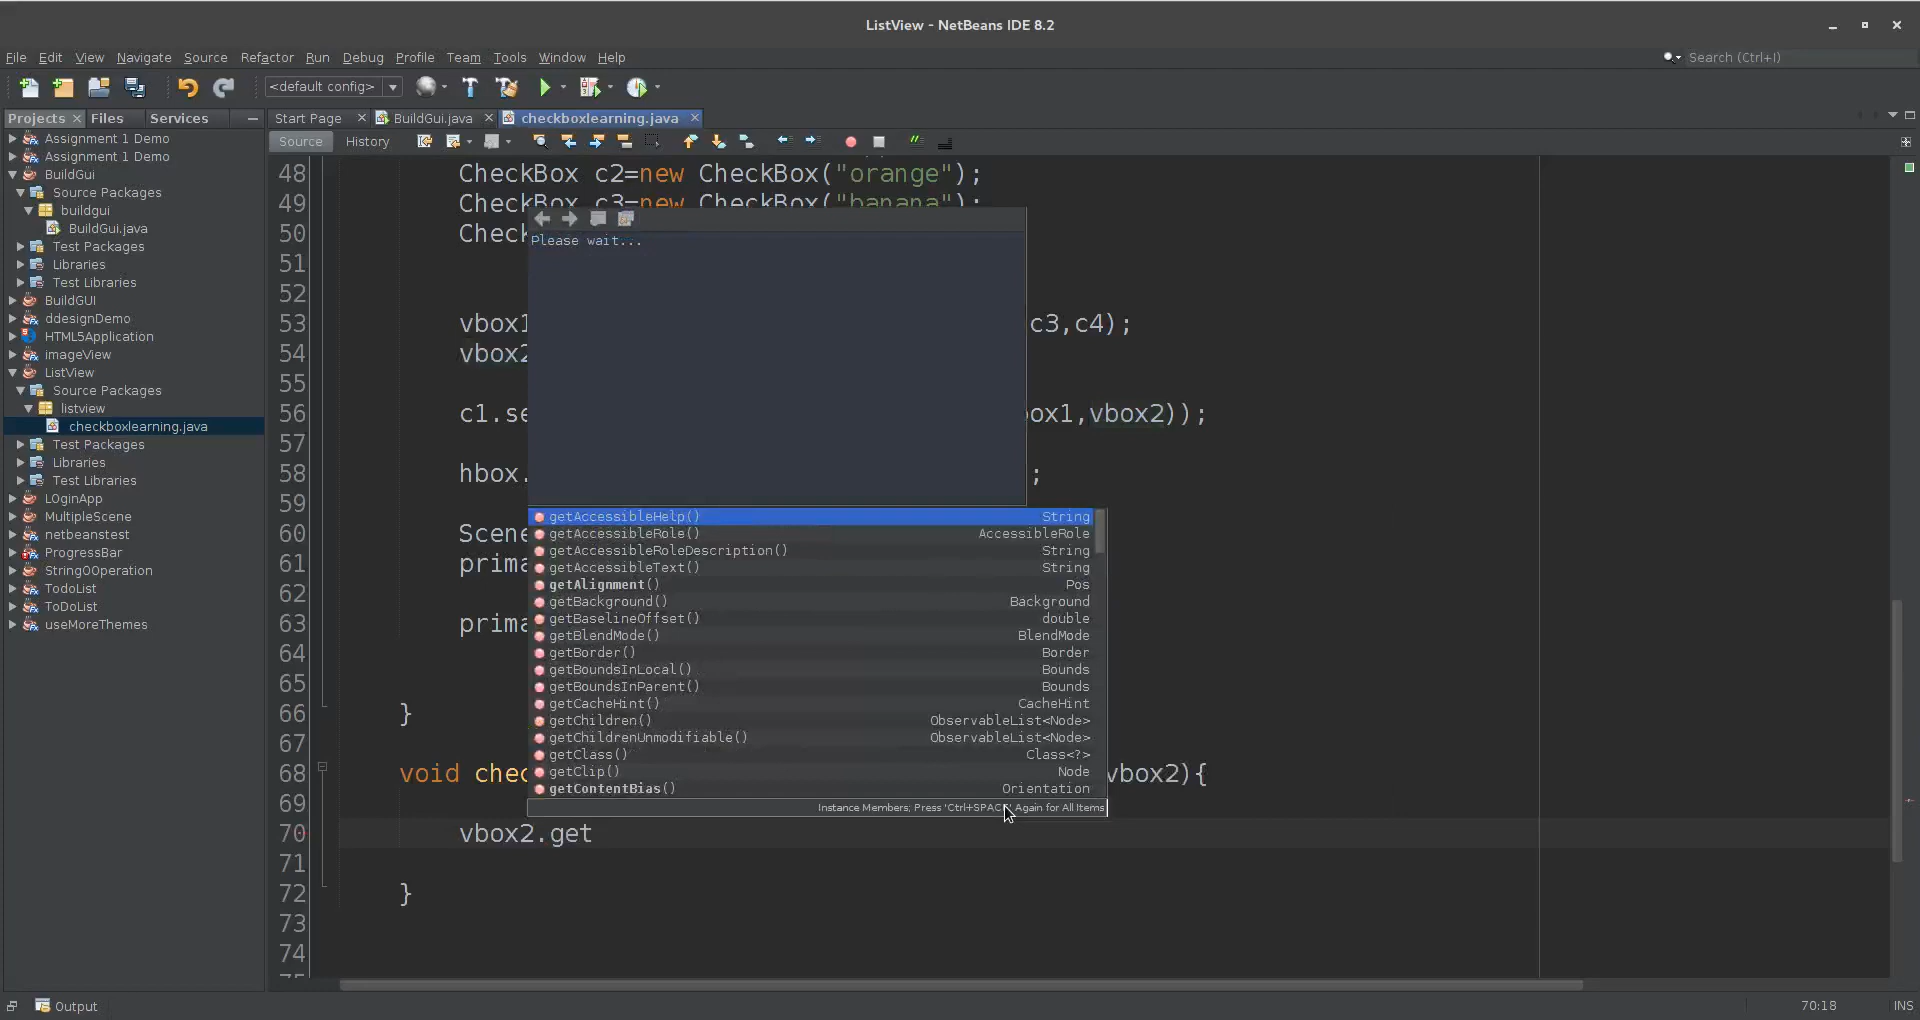 ListView - NetBeans IDE 8.2
File Edit View Navigate Source Refactor Run Debug Profile Team Tools Window Help
Search (Ctrl+I)
<default config>
Projects Files Services
Start Page BuildGui.java checkboxlearning.java
Source History
Assignment 1 Demo
Assignment 1 Demo
BuildGui
Source Packages
buildgui
BuildGui.java
Test Packages
Libraries
Test Libraries
BuildGUI
ddesignDemo
HTML5Application
imageView
ListView
Source Packages
listview
checkboxlearning.java
Test Packages
Libraries
Test Libraries
LOginApp
MultipleScene
netbeanstest
ProgressBar
StringOOperation
TodoList
ToDoList
useMoreThemes
48 CheckBox c2=new CheckBox("orange");
49 CheckBox c3=new CheckBox("banana");
50 Check
51
52
53 vbox1 c3,c4);
54 vbox2
55
56 c1.se ox1,vbox2));
57
58 hbox. ;
59
60 Scene
61 prima
62
63 prima
64
65
66 }
67
68 void chec vbox2){
69
70 vbox2.get
71
72 }
73
74
Please wait...
getAccessibleHelp() String
getAccessibleRole() AccessibleRole
getAccessibleRoleDescription() String
getAccessibleText() String
getAlignment() Pos
getBackground() Background
getBaselineOffset() double
getBlendMode() BlendMode
getBorder() Border
getBoundsInLocal() Bounds
getBoundsInParent() Bounds
getCacheHint() CacheHint
getChildren() ObservableList<Node>
getChildrenUnmodifiable() ObservableList<Node>
getClass() Class<?>
getClip() Node
getContentBias() Orientation
Instance Members; Press 'Ctrl+SPACE' Again for All Items
Output
70:18 INS